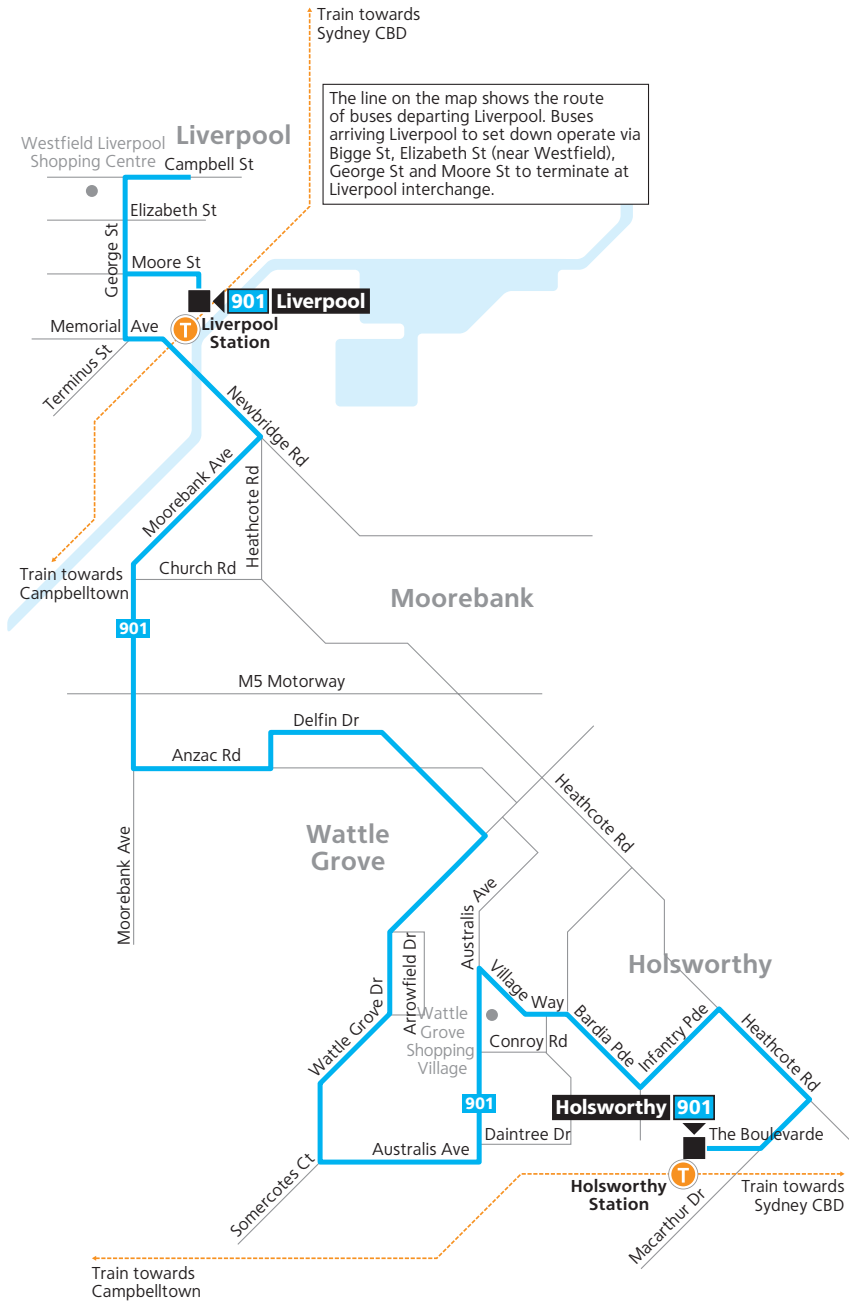 Train towards
Sydney CBD
The line on the map shows the route
of buses departing Liverpool. Buses
arriving Liverpool to set down operate via
Bigge St, Elizabeth St (near Westfield),
George St and Moore St to terminate at
Liverpool interchange.
Westfield Liverpool
Shopping Centre
Liverpool
Campbell St
Elizabeth St
George St
Moore St
901 Liverpool
Memorial Ave
T
Liverpool
Station
Terminus St
Newbridge Rd
Moorebank Ave
Heathcote Rd
Train towards
Campbelltown
Church Rd
Moorebank
901
M5 Motorway
Delfin Dr
Anzac Rd
Heathcote Rd
Wattle
Grove
Moorebank Ave
Australis Ave
Arrowfield Dr
Holsworthy
Village Way
Wattle Grove Dr
Wattle
Grove
Shopping
Village
Conroy Rd
Bardia Pde
Infantry Pde
Heathcote Rd
901
Holsworthy 901
Daintree Dr
The Boulevarde
Australis Ave
Somercotes Ct
T
Holsworthy
Station
Macarthur Dr
Train towards
Sydney CBD
Train towards
Campbelltown